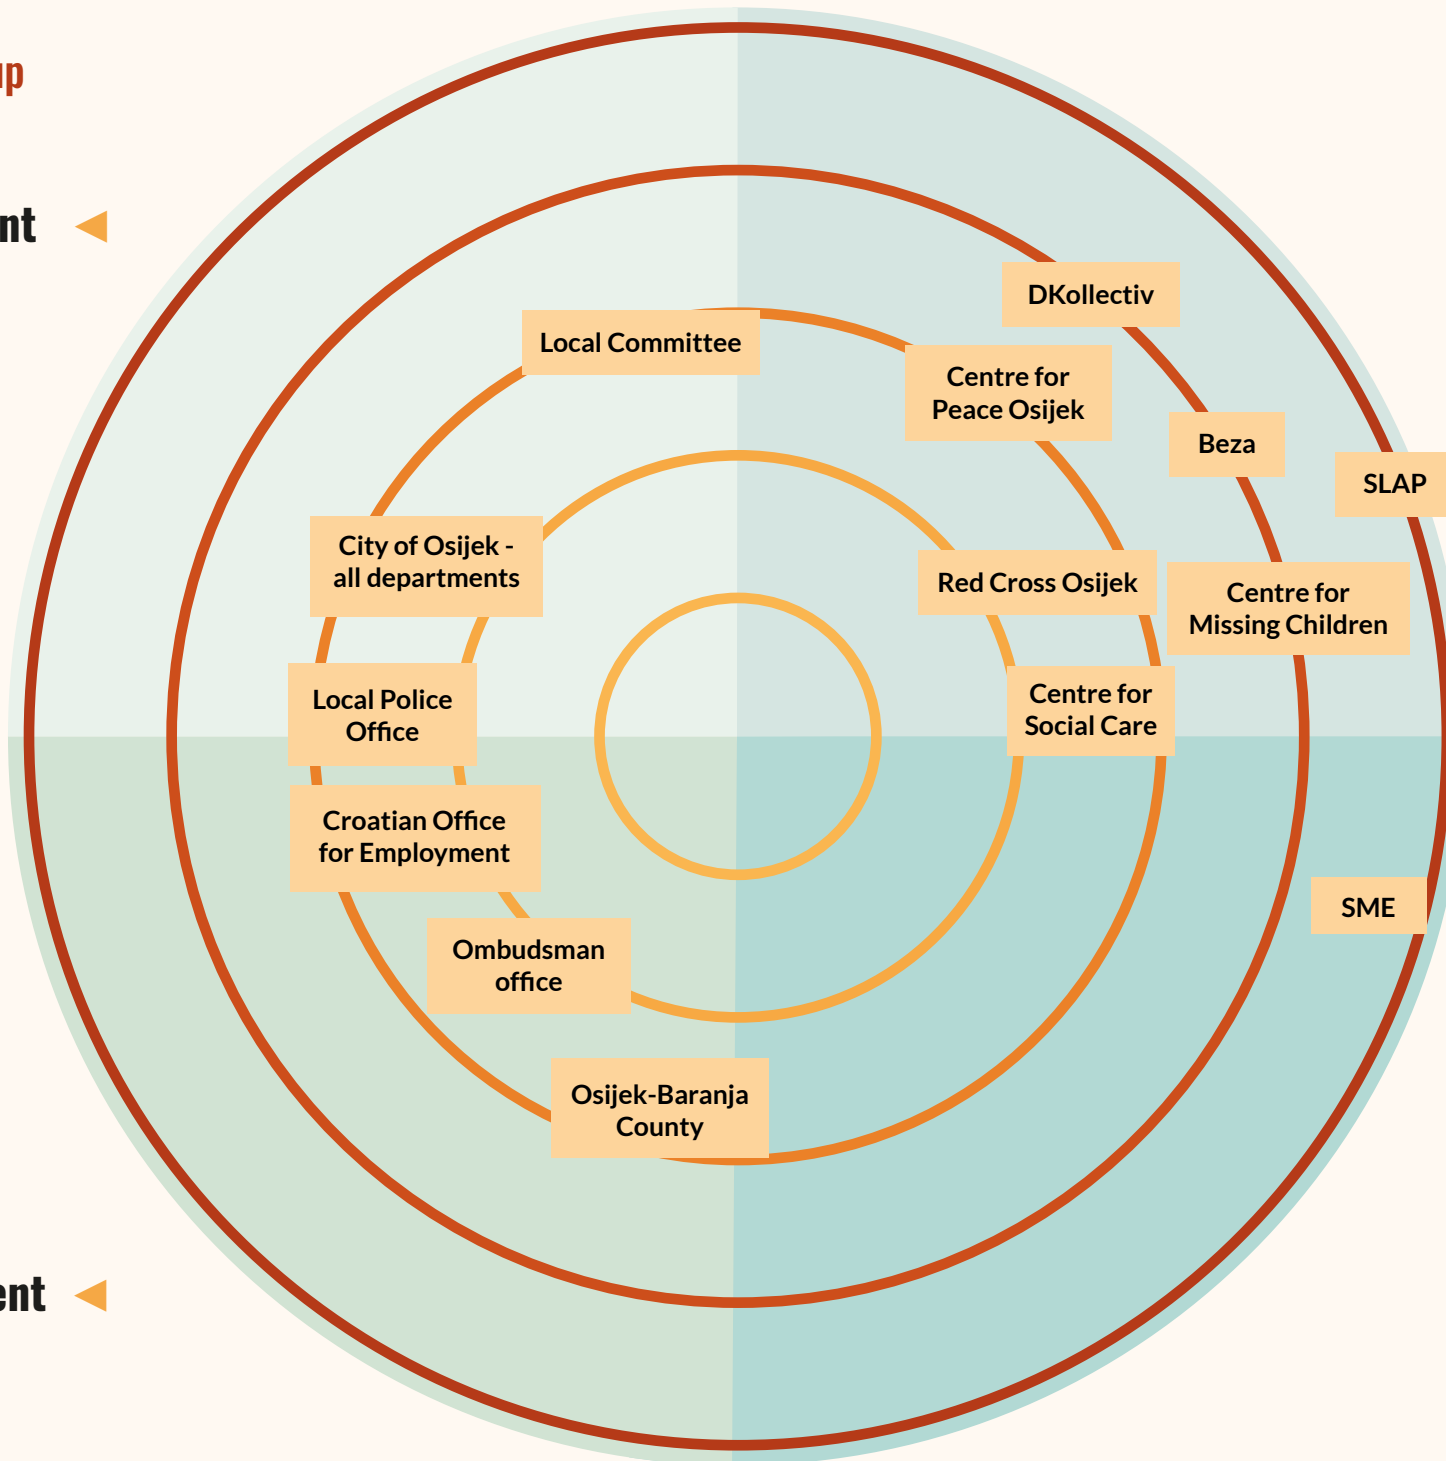 up
nt
DKollectiv
Local Committee
Centre for
Peace Osijek
Beza
SLAP
City of Osijek -
all departments
Red Cross Osijek
Centre for
Missing Children
Local Police
Office
Centre for
Social Care
Croatian Office
for Employment
SME
Ombudsman
office
Osijek-Baranja
County
ent